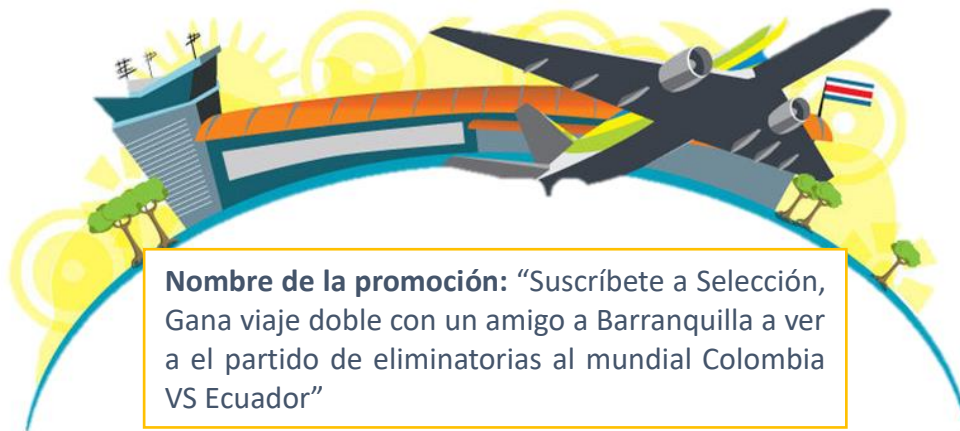 Nombre de la promoción: “Suscríbete a Selección,
Gana viaje doble con un amigo a Barranquilla a ver
a el partido de eliminatorias al mundial Colombia
VS Ecuador”